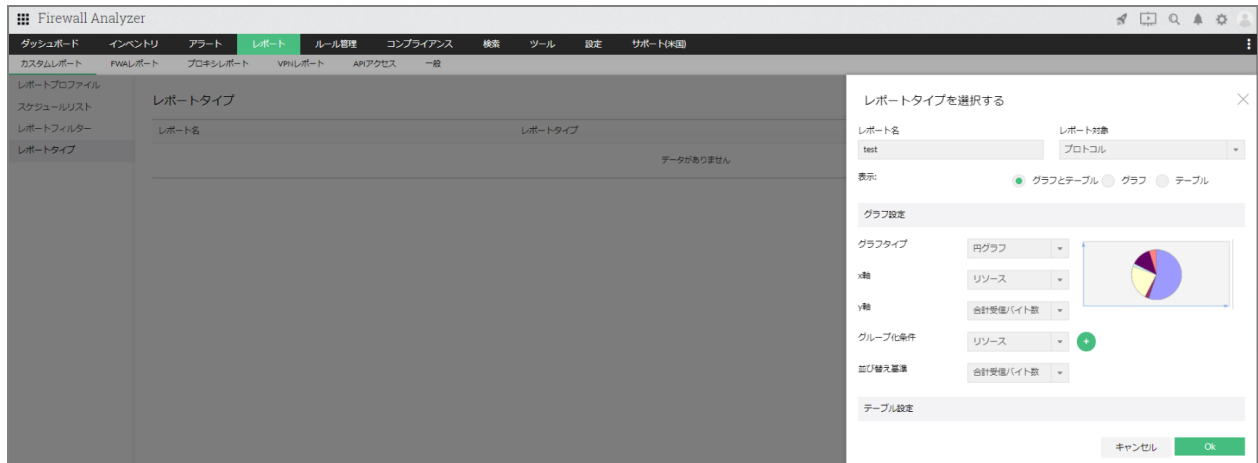 Firewall Analyzer
ダッシュボード インベントリ アラート レポート ルール管理 コンプライアンス 検索 ツール 設定 サポート(米国)
カスタムレポート FWAレポート プロキシレポート VPNレポート APIアクセス 一般
レポートプロファイル
スケジュールリスト
レポートフィルター
レポートタイプ
レポートタイプ
レポート名 レポートタイプ
データがありません
レポートタイプを選択する
レポート名 レポート対象
test プロトコル
表示: グラフとテーブル グラフ テーブル
グラフ設定
グラフタイプ 円グラフ
x軸 リソース
y軸 合計受信バイト数
グループ化条件 リソース
並び替え基準 合計受信バイト数
テーブル設定
キャンセル Ok